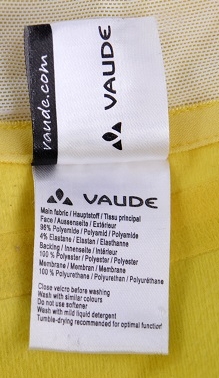 vaude.com
VAUDE
VAUDE
Main fabric / Hauptstoff / Tissu principal
Face / Aussenseite / Extérieur
96% Polyamide / Polyamid / Polyamide
4% Elastane / Elastan / Elasthanne
Backing / Innenseite / Intérieur
100 % Polyester / Polyester / Polyester
Membrane / Membran / Membrane
100 % Polyurethane / Polyurethan / Polyuréthane
Close velcro before washing
Wash with similar colours
Do not use softener
Wash with mild liquid detergent
Tumble-drying recommended for optimal function